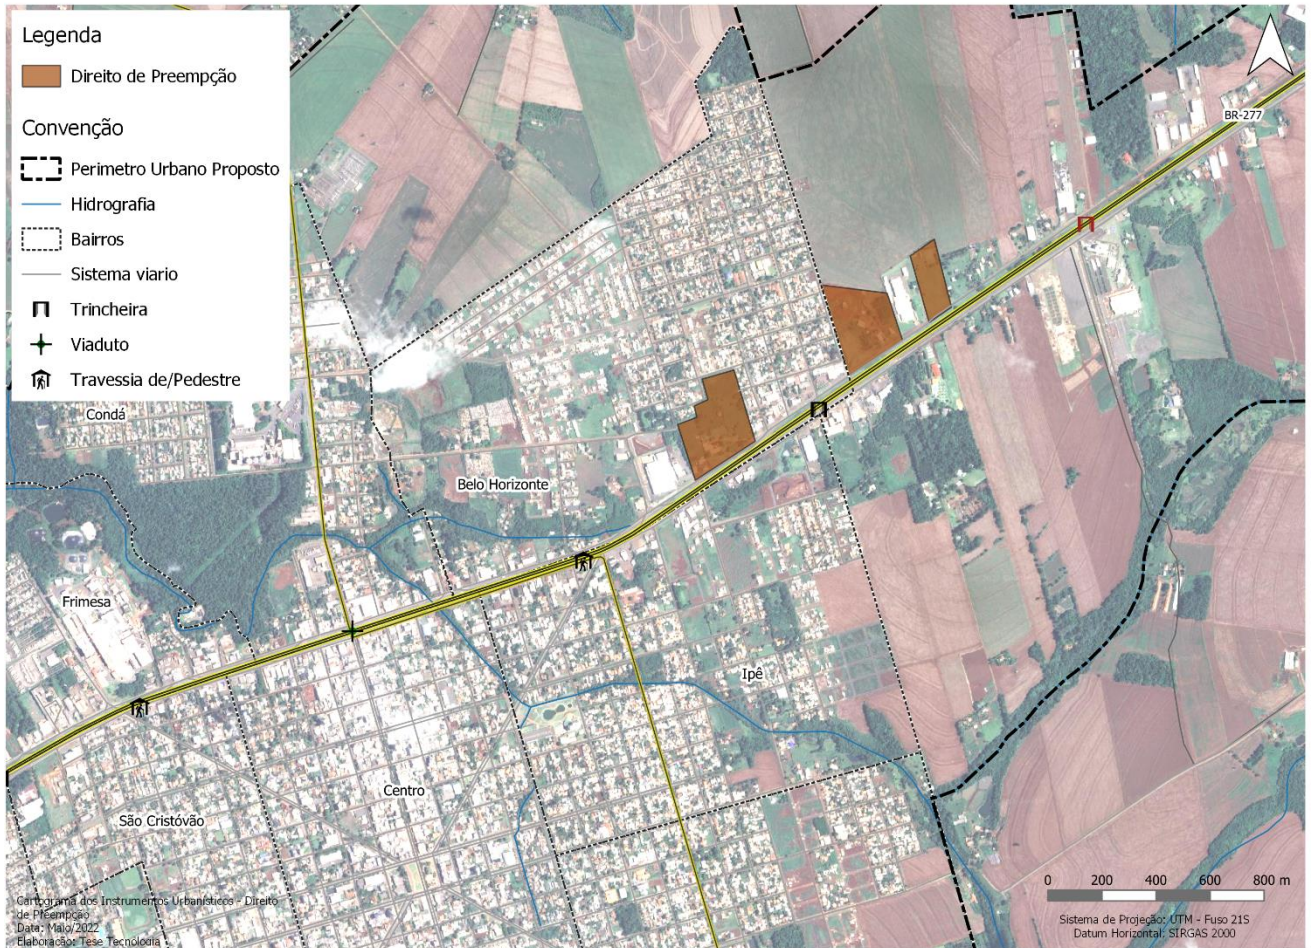 Legenda
Direito de Preempção
Convenção
Perimetro Urbano Proposto
Hidrografia
Bairros
Sistema viario
Trincheira
Viaduto
Travessia de/Pedestre
BR-277
Condá
Belo Horizonte
Frimesa
Ipê
Centro
São Cristóvão
Cartograma dos Instrumentos Urbanísticos - Direito
de Preempção
Data: Maio/2022
Elaboração: Tese Tecnologia
0 200 400 600 800 m
Sistema de Projeção: UTM - Fuso 21S
Datum Horizontal: SIRGAS 2000